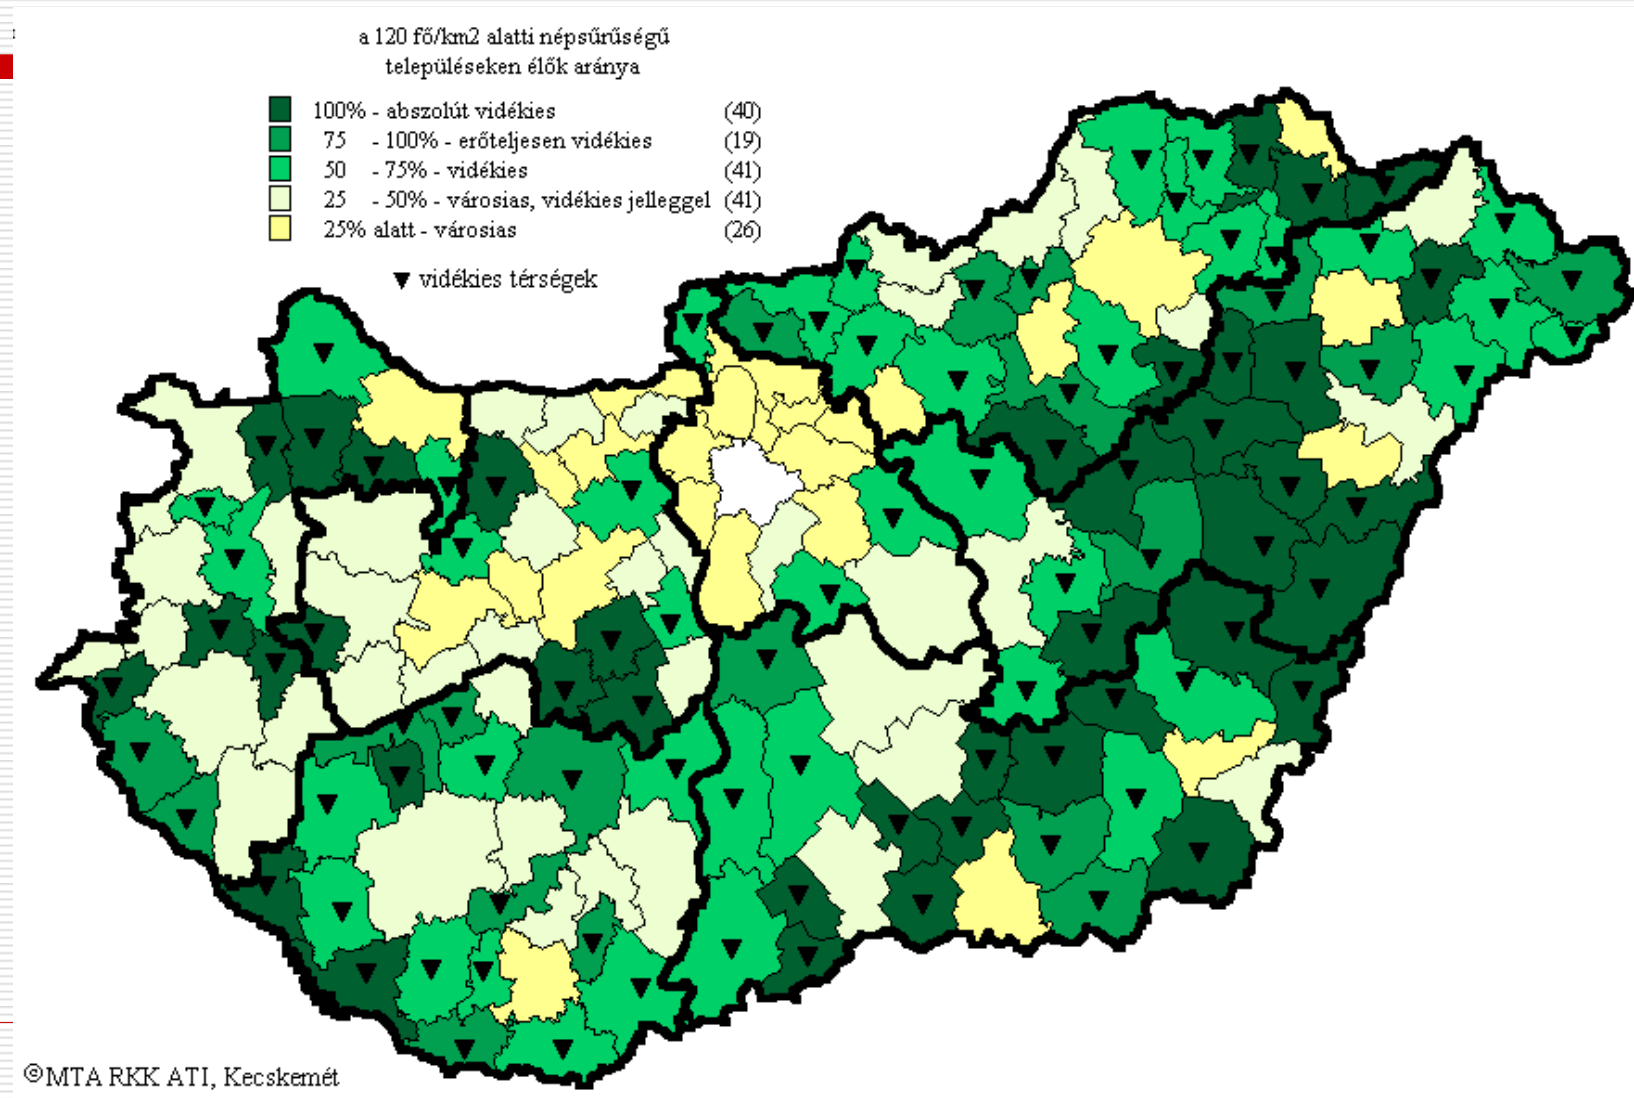 a 120 fő/km2 alatti népsűrűségű
településeken élők aránya
100% - abszolút vidékies (40)
75 - 100% - erőteljesen vidékies (19)
50 - 75% - vidékies (41)
25 - 50% - városias, vidékies jelleggel (41)
25% alatt - városias (26)
▼ vidékies térségek
©MTA RKK ATI, Kecskemét